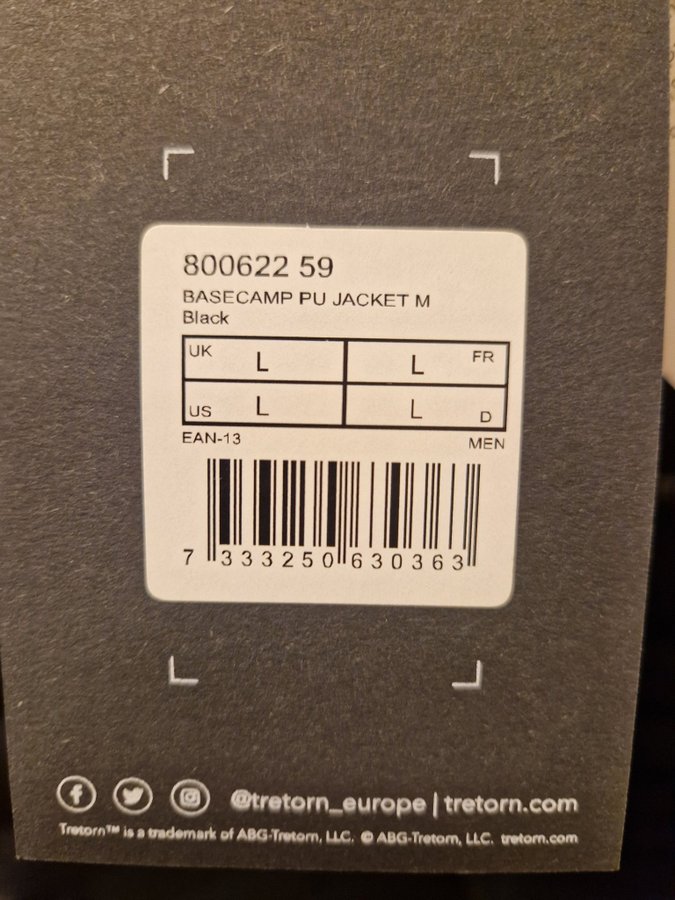 800622 59
BASECAMP PU JACKET M
Black
UK L L FR
US L L D
EAN-13 MEN
7 333250 630363
@tretorn_europe | tretorn.com
Tretorn™ is a trademark of ABG-Tretorn, LLC. © ABG-Tretorn, LLC. tretorn.com